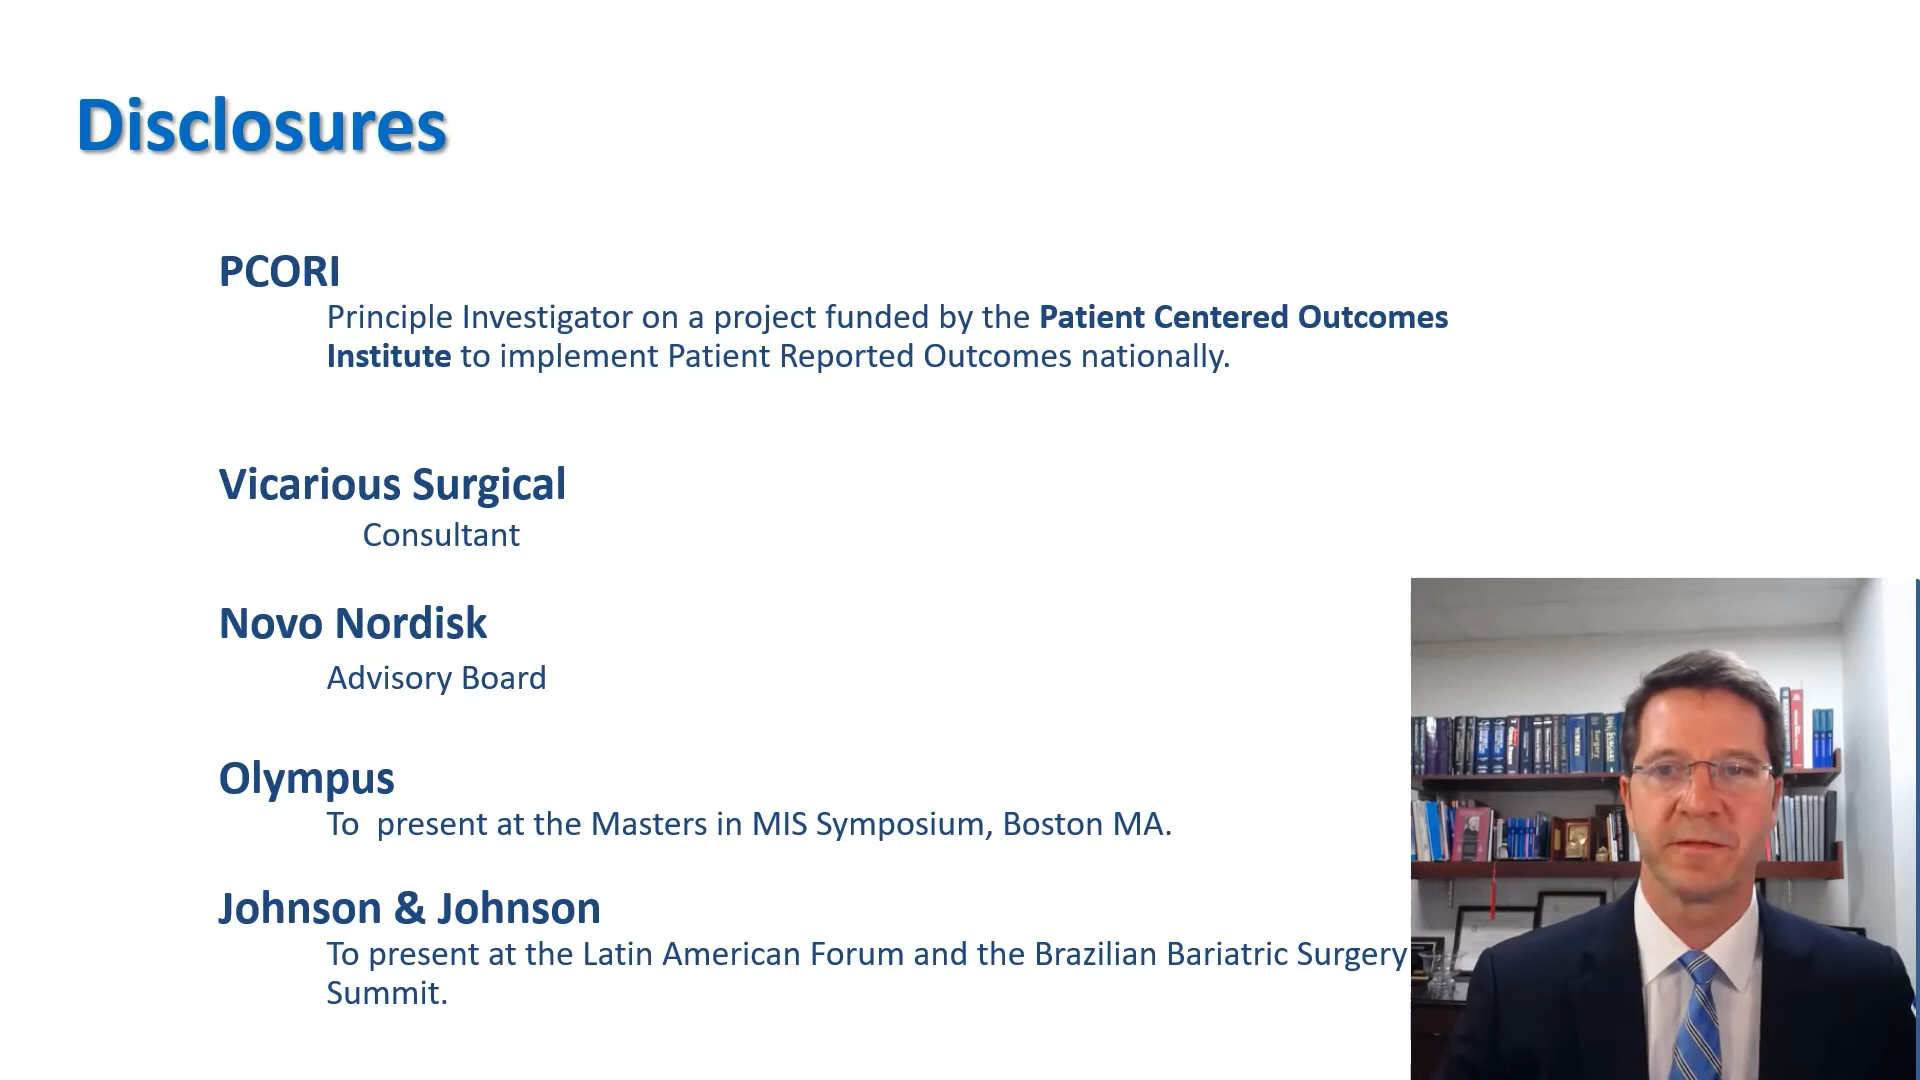 Disclosures
PCORI
Principle Investigator on a project funded by the Patient Centered Outcomes
Institute to implement Patient Reported Outcomes nationally.
Vicarious Surgical
Consultant
Novo Nordisk
Advisory Board
Olympus
To present at the Masters in MIS Symposium, Boston MA.
Johnson & Johnson
To present at the Latin American Forum and the Brazilian Bariatric Surgery
Summit.